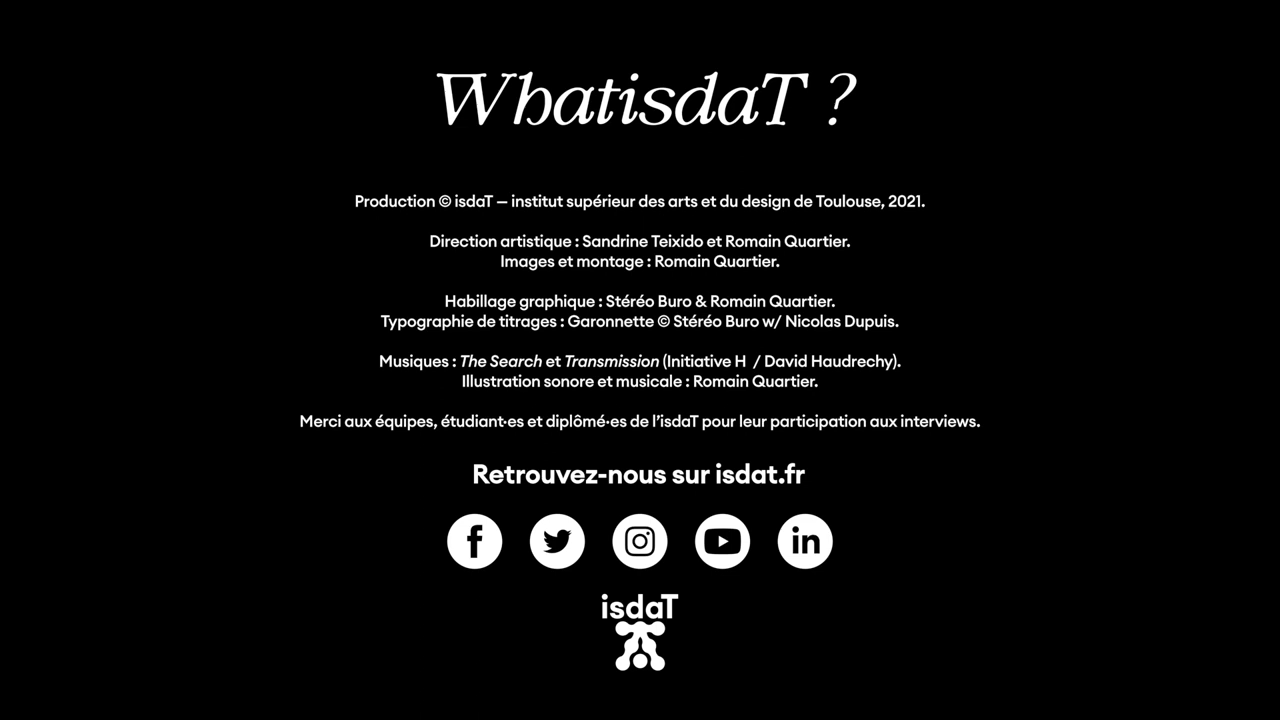 WhatisdaT ?
Production © isdaT — institut supérieur des arts et du design de Toulouse, 2021.
Direction artistique : Sandrine Teixido et Romain Quartier.
Images et montage : Romain Quartier.
Habillage graphique : Stéréo Buro & Romain Quartier.
Typographie de titrages : Garonnette © Stéréo Buro w/ Nicolas Dupuis.
Musiques : The Search et Transmission (Initiative H / David Haudrechy).
Illustration sonore et musicale : Romain Quartier.
Merci aux équipes, étudiant·es et diplômé·es de l’isdaT pour leur participation aux interviews.
Retrouvez-nous sur isdat.fr
isdaT